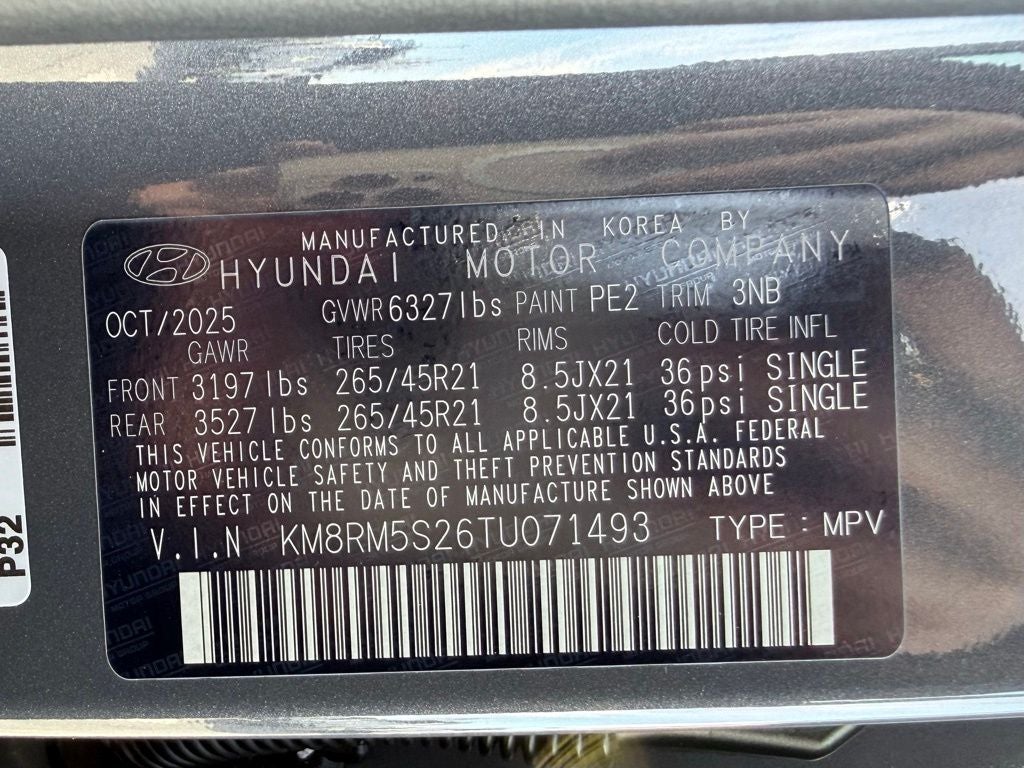 MANUFACTURED IN KOREA BY
HYUNDAI MOTOR COMPANY
OCT/2025 GVWR 6327lbs PAINT PE2 TRIM 3NB
GAWR TIRES RIMS COLD TIRE INFL
FRONT 3197lbs 265/45R21 8.5JX21 36psi SINGLE
REAR 3527lbs 265/45R21 8.5JX21 36psi SINGLE
THIS VEHICLE CONFORMS TO ALL APPLICABLE U.S.A. FEDERAL
MOTOR VEHICLE SAFETY AND THEFT PREVENTION STANDARDS
IN EFFECT ON THE DATE OF MANUFACTURE SHOWN ABOVE
V.I.N KM8RM5S26TU071493 TYPE : MPV
P32